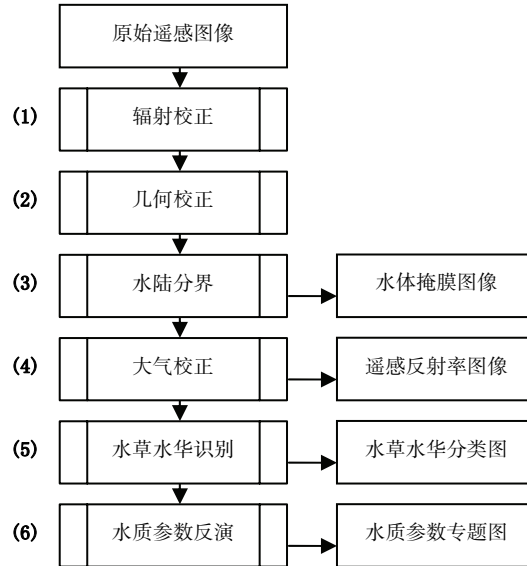 原始遥感图像
(1) 辐射校正
(2) 几何校正
(3) 水陆分界 水体掩膜图像
(4) 大气校正 遥感反射率图像
(5) 水草水华识别 水草水华分类图
(6) 水质参数反演 水质参数专题图